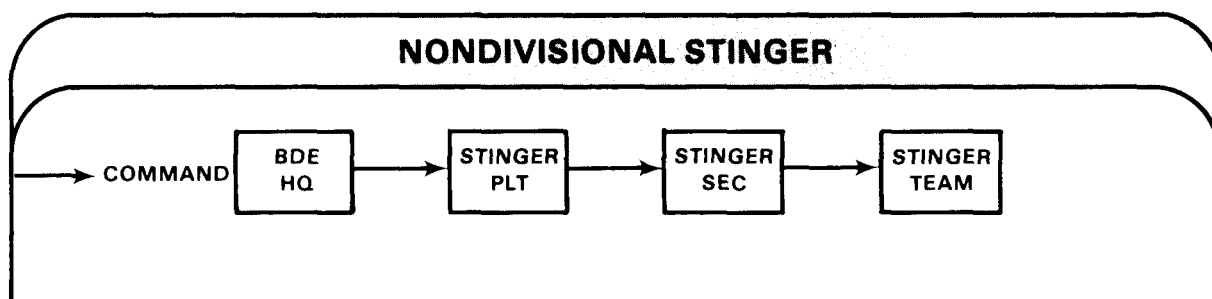 NONDIVISIONAL STINGER
COMMAND
BDE
HQ
STINGER
PLT
STINGER
SEC
STINGER
TEAM